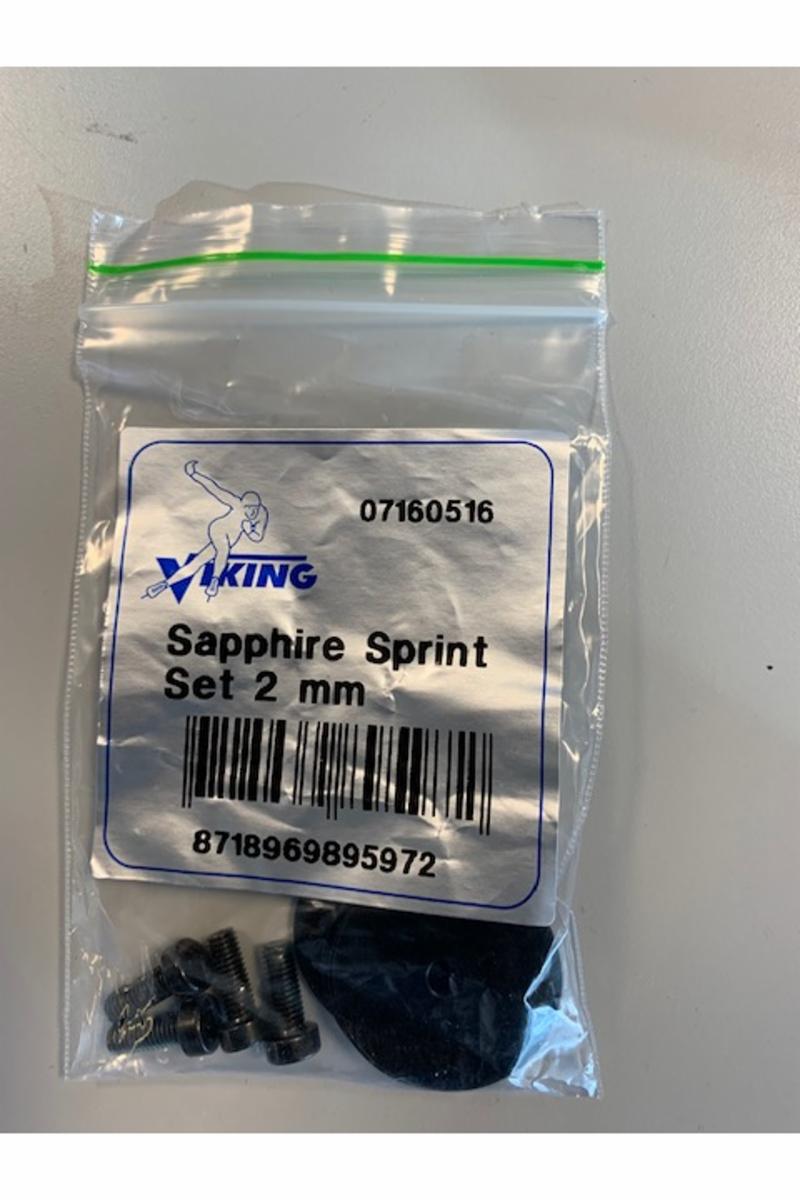 07160516
VIKING
Sapphire Sprint
Set 2 mm
8718969895972